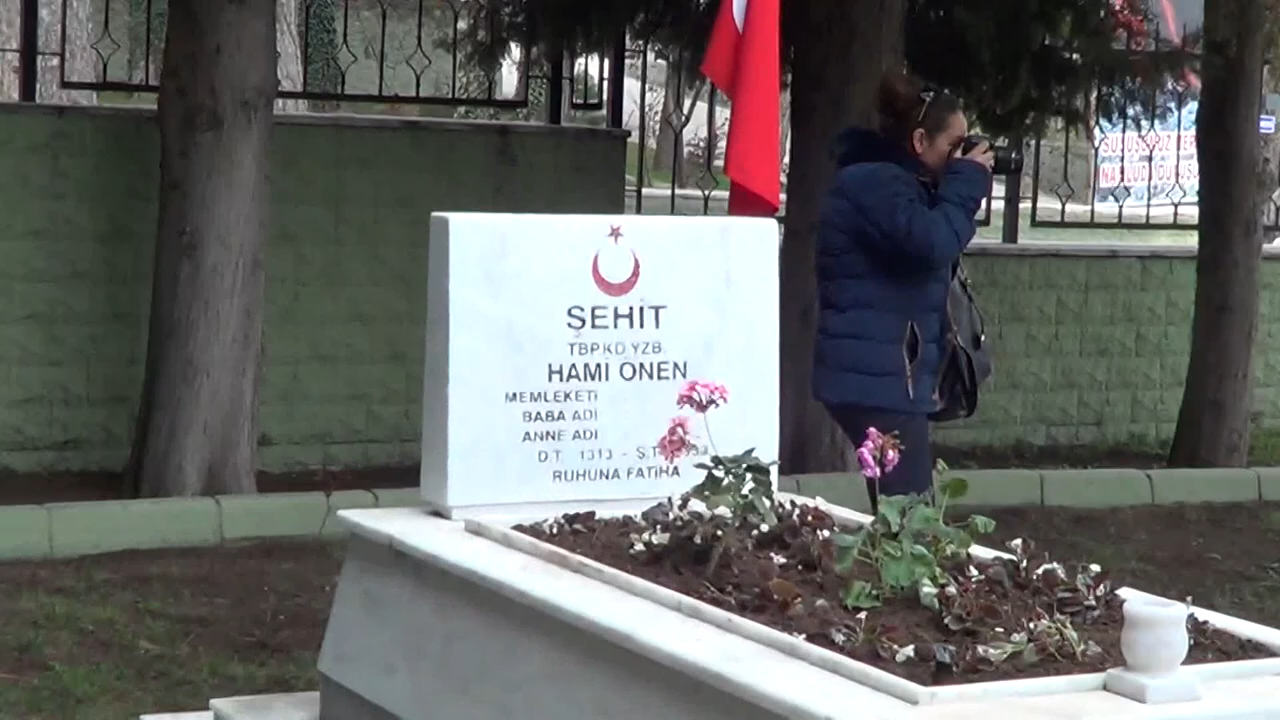 ŞEHİT
TBP.KD.YZB.
HAMİ ÖNEN
MEMLEKETİ
BABA ADI
ANNE ADI
D.T. 1313 - Ş.T.
RUHUNA FATİHA